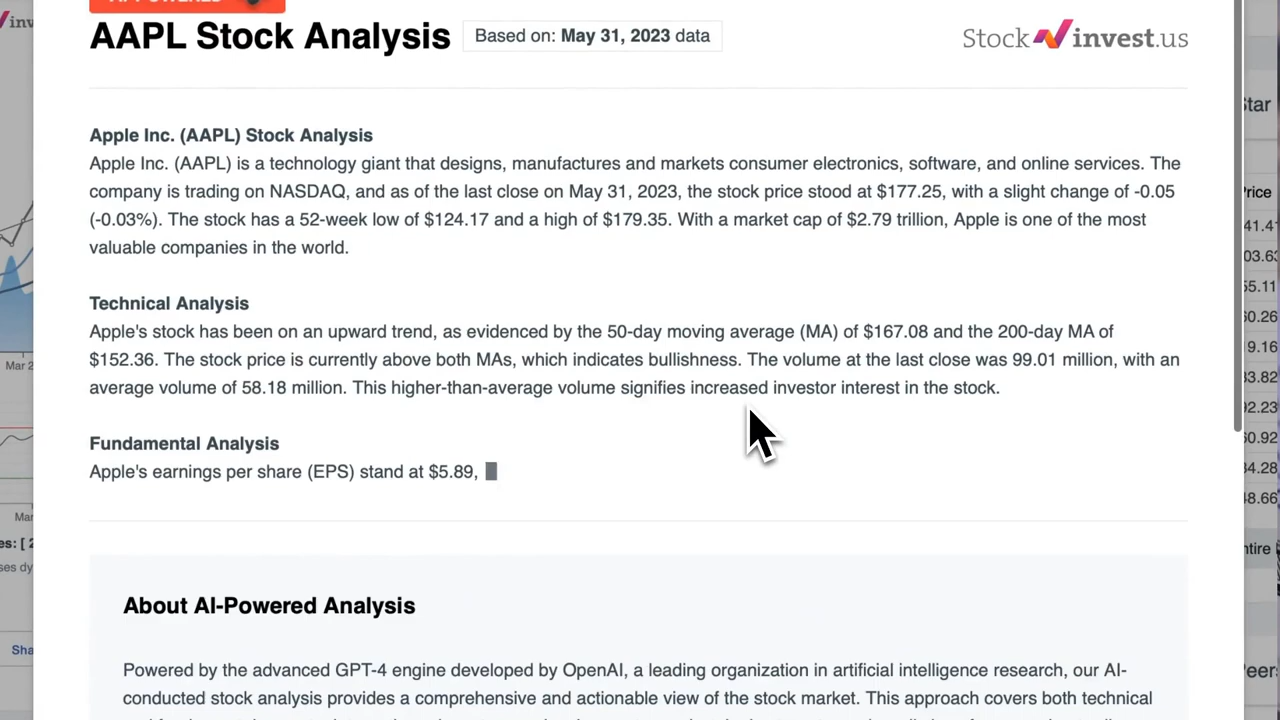 AAPL Stock Analysis
Based on: May 31, 2023 data
Stock invest.us
Apple Inc. (AAPL) Stock Analysis
Apple Inc. (AAPL) is a technology giant that designs, manufactures and markets consumer electronics, software, and online services. The
company is trading on NASDAQ, and as of the last close on May 31, 2023, the stock price stood at $177.25, with a slight change of -0.05
(-0.03%). The stock has a 52-week low of $124.17 and a high of $179.35. With a market cap of $2.79 trillion, Apple is one of the most
valuable companies in the world.
Technical Analysis
Apple's stock has been on an upward trend, as evidenced by the 50-day moving average (MA) of $167.08 and the 200-day MA of
$152.36. The stock price is currently above both MAs, which indicates bullishness. The volume at the last close was 99.01 million, with an
average volume of 58.18 million. This higher-than-average volume signifies increased investor interest in the stock.
Fundamental Analysis
Apple's earnings per share (EPS) stand at $5.89,
About AI-Powered Analysis
Powered by the advanced GPT-4 engine developed by OpenAI, a leading organization in artificial intelligence research, our AI-
conducted stock analysis provides a comprehensive and actionable view of the stock market. This approach covers both technical